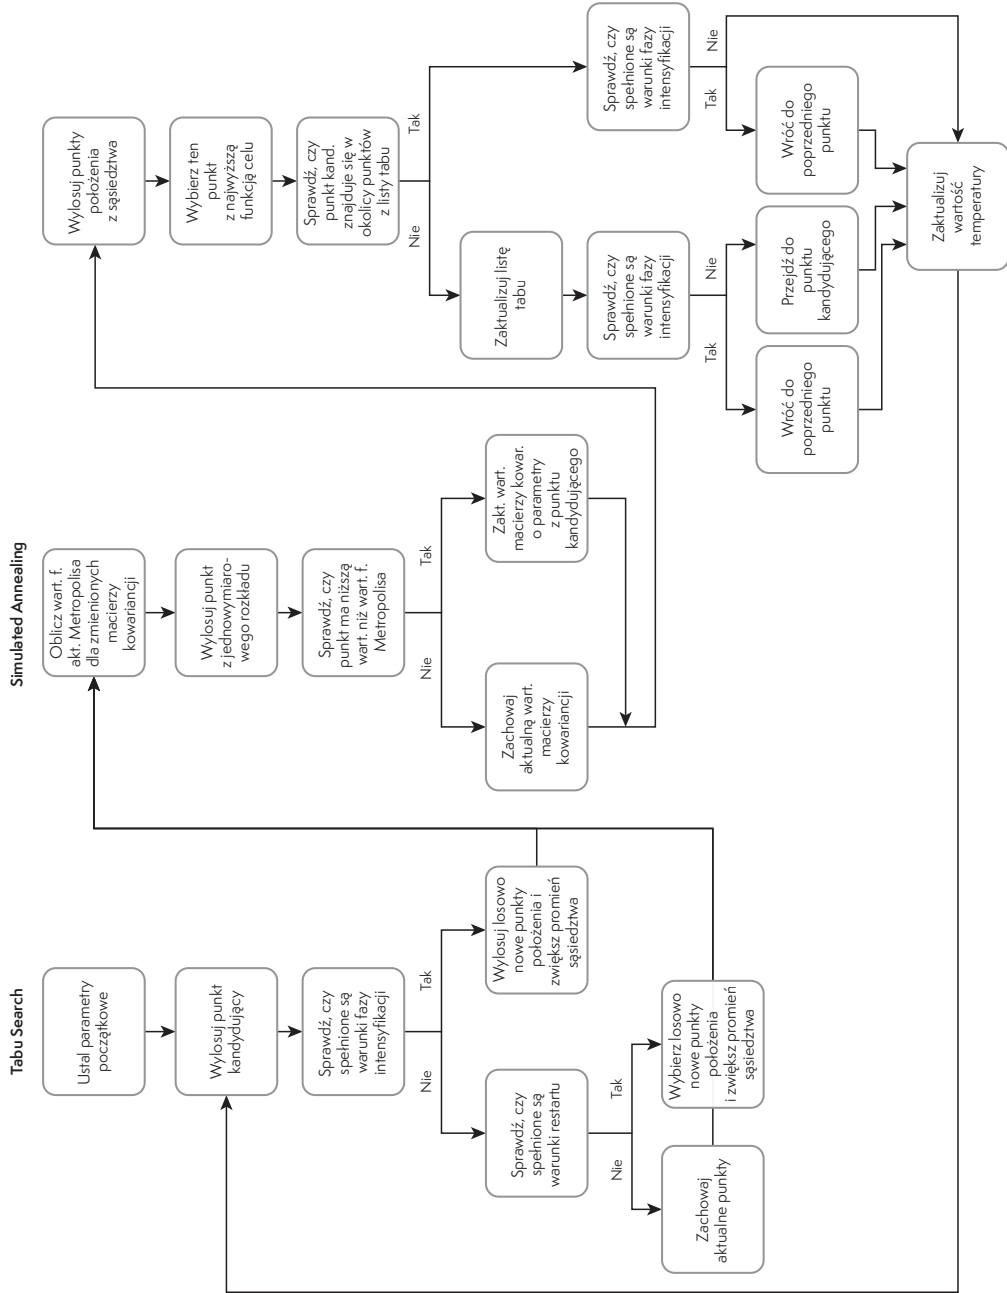 Tabu Search
Ustal parametry
początkowe
Wylosuj punkt
kandydujący
Sprawdź, czy
spełnione są
warunki fazy
intensyfikacji
Nie
Tak
Sprawdź, czy
spełnione są
warunki restartu
Wylosuj losowo
nowe punkty
położenia i
zwiększ promień
sąsiedztwa
Nie
Tak
Zachowaj
aktualne punkty
Wybierz losowo
nowe punkty
położenia
i zwiększ promień
sąsiedztwa
Simulated Annealing
Oblicz wart. f.
akt. Metropolisa
dla zmienionych
macierzy
kowariancji
Wylosuj punkt
z jednowymiaro-
wego rozkładu
Sprawdź, czy
punkt ma niższą
wart. niż wart. f.
Metropolisa
Nie
Tak
Zachowaj
aktualną wart.
macierzy
kowariancji
Zakt. wart.
macierzy kowar.
o parametry
z punktu
kandydującego
Wylosuj punkty
położenia
z sąsiedztwa
Wybierz ten
punkt
z najwyższą
funkcją celu
Sprawdź, czy
punkt kand.
znajduje się w
okolicy punktów
z listy tabu
Nie
Tak
Zaktualizuj listę
tabu
Sprawdź, czy
spełnione są
warunki fazy
intensyfikacji
Sprawdź, czy
spełnione są
warunki fazy
intensyfikacji
Tak
Nie
Tak
Nie
Wróć do
poprzedniego
punktu
Przejdź do
punktu
kandydującego
Wróć do
poprzedniego
punktu
Zaktualizuj
wartość
temperatury